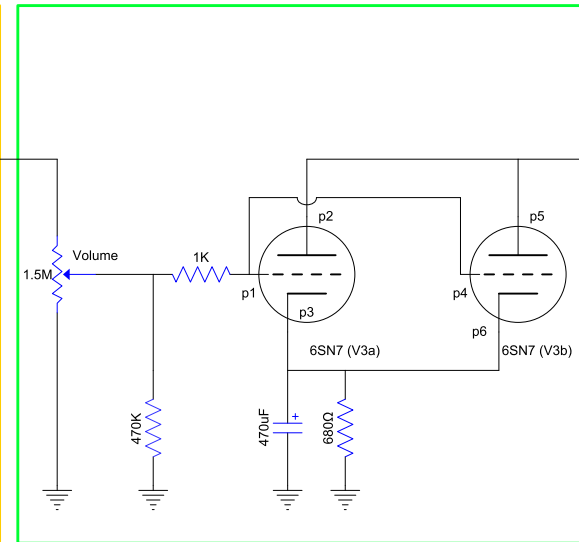 p2
p5
Volume
1K
1.5M
p1
p4
p3
p6
6SN7 (V3a)
6SN7 (V3b)
470K
470uF
+
680Ω